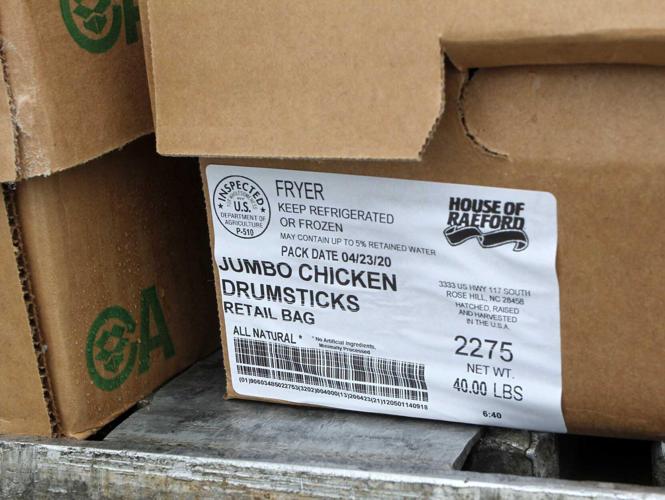 INSPECTED
FOR WHOLESOMENESS
U.S.
DEPARTMENT OF
AGRICULTURE
P-510
FRYER
KEEP REFRIGERATED
OR FROZEN
MAY CONTAIN UP TO 5% RETAINED WATER
PACK DATE 04/23/20
JUMBO CHICKEN
DRUMSTICKS
RETAIL BAG
ALL NATURAL *
* No Artificial Ingredients,
Minimally Processed
HOUSE OF
RAEFORD
3333 US HWY 117 SOUTH
ROSE HILL, NC 28458
HATCHED, RAISED
AND HARVESTED
IN THE U.S.A.
2275
NET WT.
40.00 LBS
6:40
CA